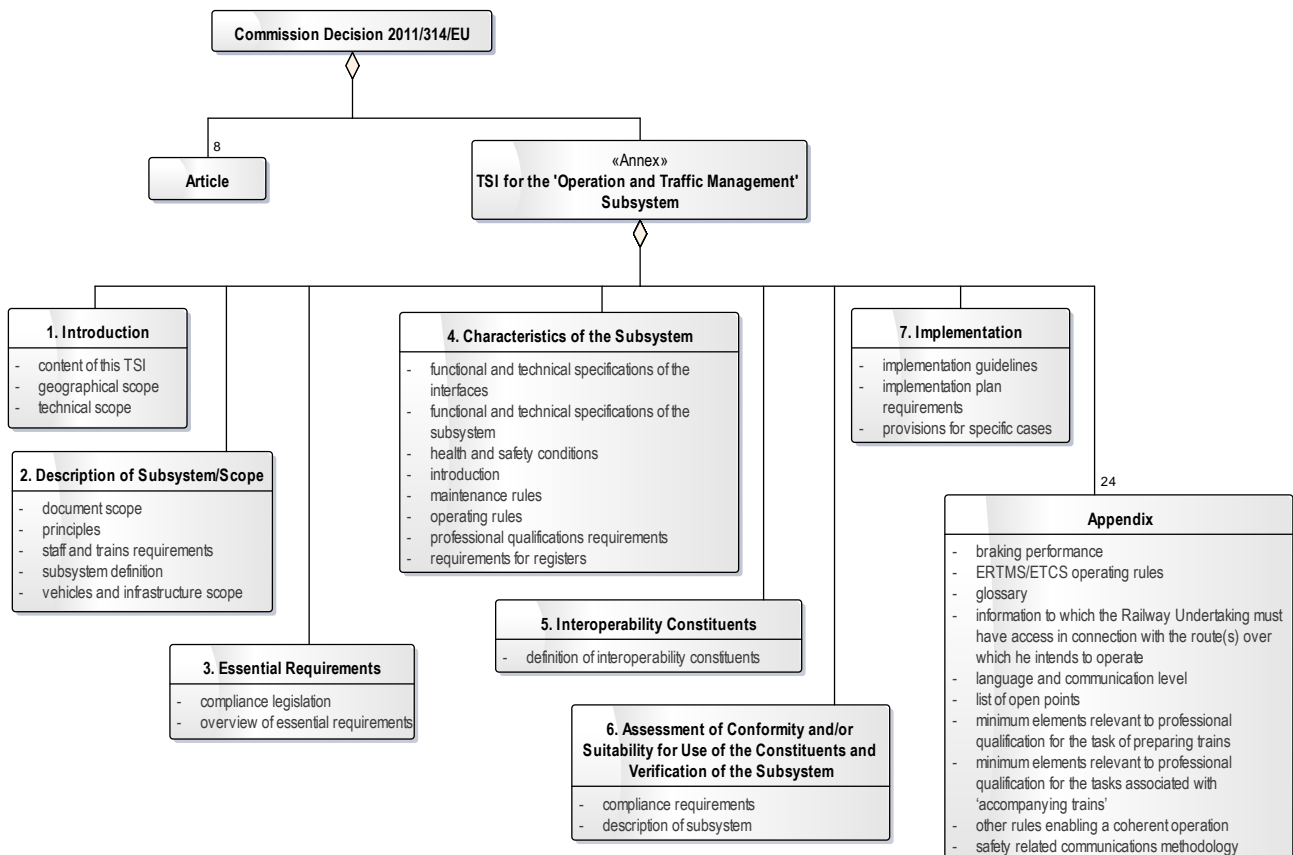 Commission Decision 2011/314/EU
8
Article
«Annex»
TSI for the 'Operation and Traffic Management'
Subsystem
1. Introduction
- content of this TSI
- geographical scope
- technical scope
2. Description of Subsystem/Scope
- document scope
- principles
- staff and trains requirements
- subsystem definition
- vehicles and infrastructure scope
3. Essential Requirements
- compliance legislation
- overview of essential requirements
4. Characteristics of the Subsystem
- functional and technical specifications of the
interfaces
- functional and technical specifications of the
subsystem
- health and safety conditions
- introduction
- maintenance rules
- operating rules
- professional qualifications requirements
- requirements for registers
5. Interoperability Constituents
- definition of interoperability constituents
6. Assessment of Conformity and/or
Suitability for Use of the Constituents and
Verification of the Subsystem
- compliance requirements
- description of subsystem
7. Implementation
- implementation guidelines
- implementation plan
requirements
- provisions for specific cases
24
Appendix
- braking performance
- ERTMS/ETCS operating rules
- glossary
- information to which the Railway Undertaking must
have access in connection with the route(s) over
which he intends to operate
- language and communication level
- list of open points
- minimum elements relevant to professional
qualification for the task of preparing trains
- minimum elements relevant to professional
qualification for the tasks associated with
‘accompanying trains’
- other rules enabling a coherent operation
- safety related communications methodology